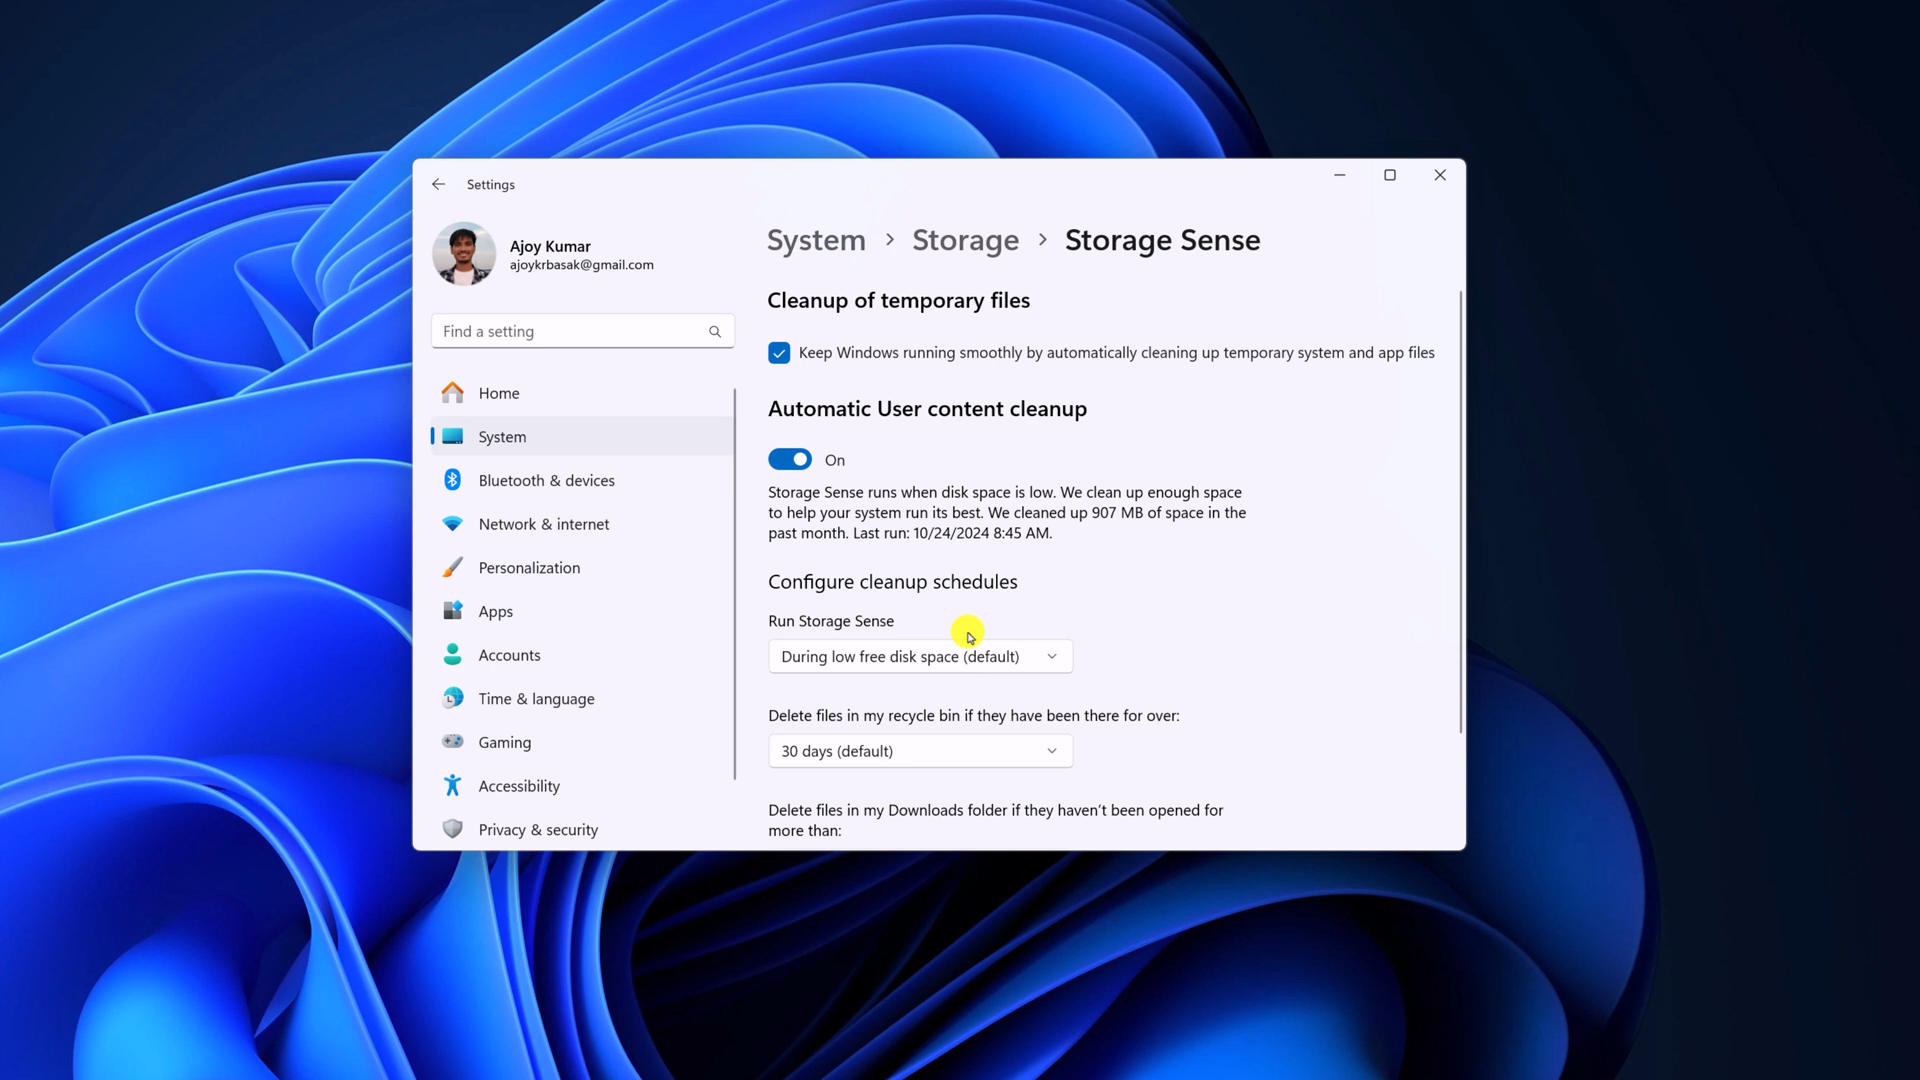 Settings
Ajoy Kumar
ajoykrbasak@gmail.com
Find a setting
Home
System
Bluetooth & devices
Network & internet
Personalization
Apps
Accounts
Time & language
Gaming
Accessibility
Privacy & security
System > Storage > Storage Sense
Cleanup of temporary files
Keep Windows running smoothly by automatically cleaning up temporary system and app files
Automatic User content cleanup
On
Storage Sense runs when disk space is low. We clean up enough space
to help your system run its best. We cleaned up 907 MB of space in the
past month. Last run: 10/24/2024 8:45 AM.
Configure cleanup schedules
Run Storage Sense
During low free disk space (default)
Delete files in my recycle bin if they have been there for over:
30 days (default)
Delete files in my Downloads folder if they haven't been opened for
more than: